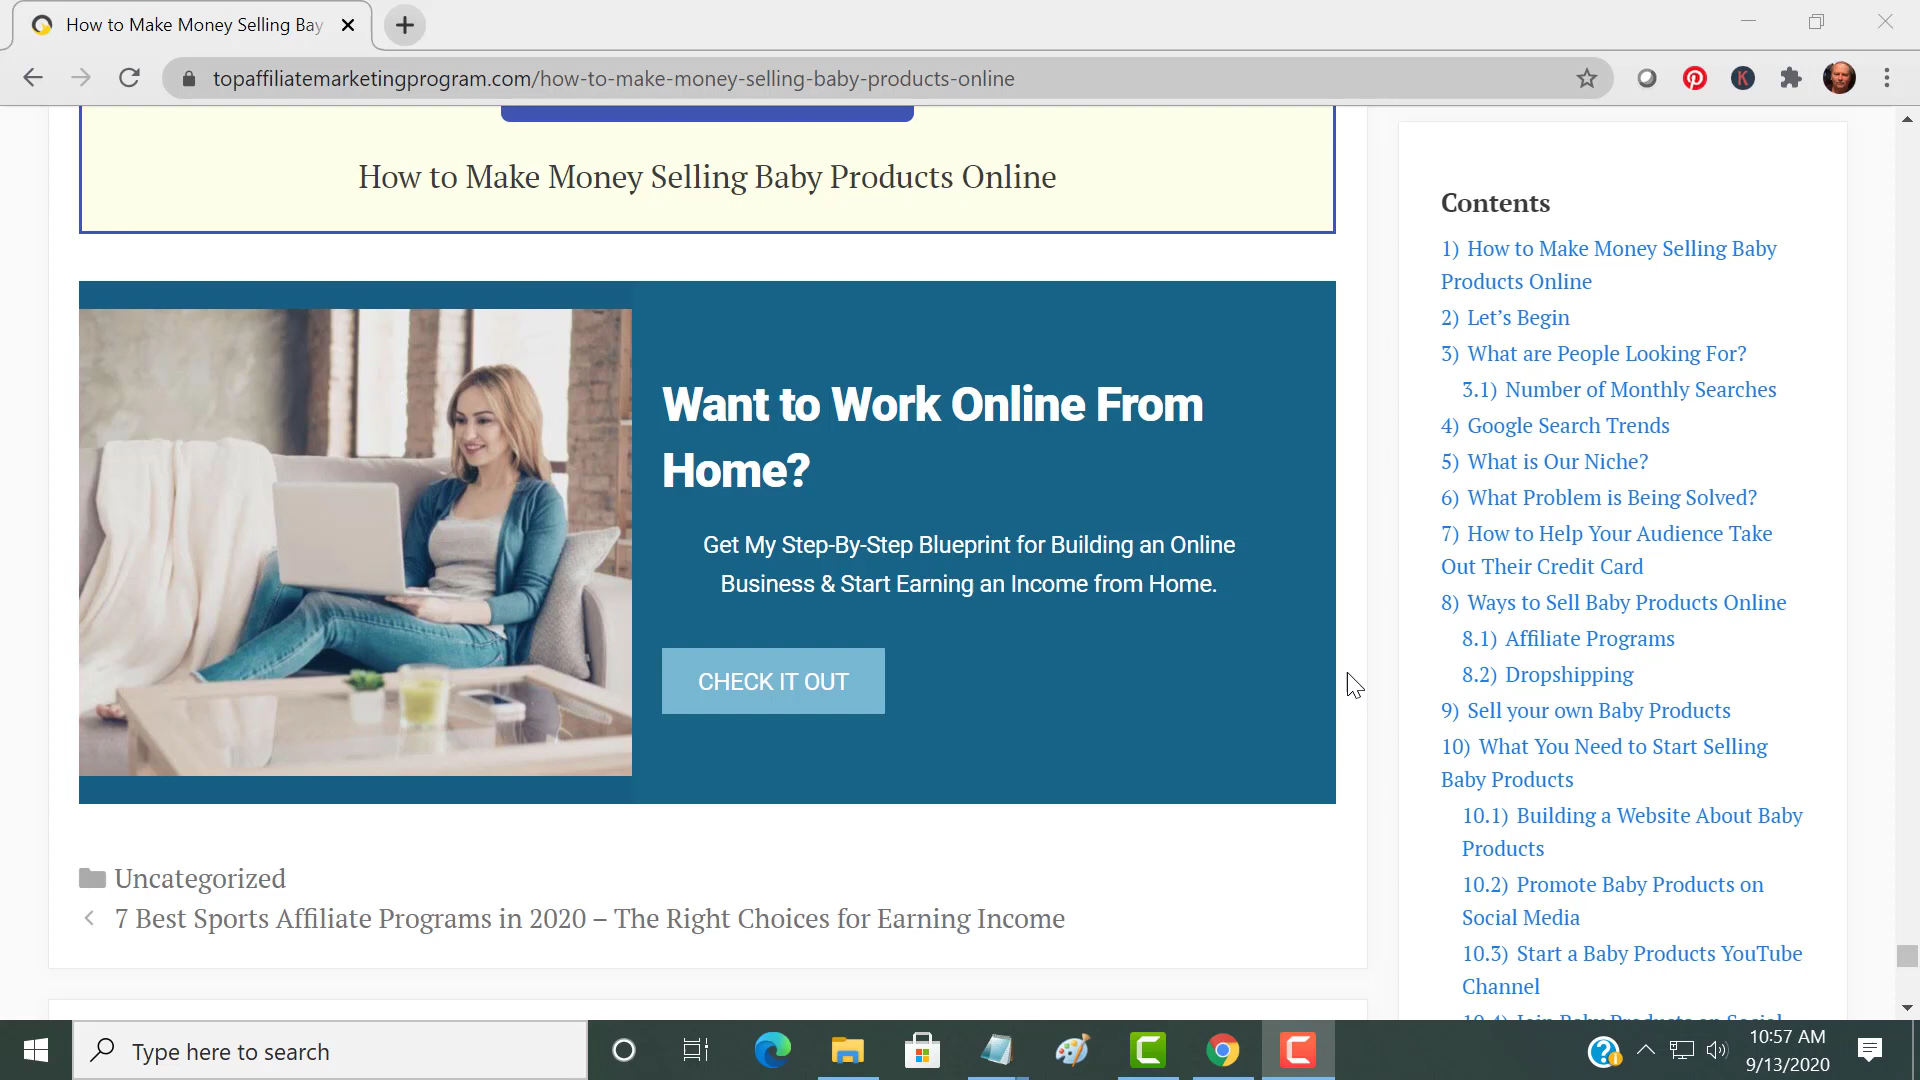 How to Make Money Selling Bay
topaffiliatemarketingprogram.com/how-to-make-money-selling-baby-products-online
How to Make Money Selling Baby Products Online
Want to Work Online From
Home?
Get My Step-By-Step Blueprint for Building an Online
Business & Start Earning an Income from Home.
CHECK IT OUT
Uncategorized
7 Best Sports Affiliate Programs in 2020 – The Right Choices for Earning Income
Contents
1) How to Make Money Selling Baby
Products Online
2) Let’s Begin
3) What are People Looking For?
3.1) Number of Monthly Searches
4) Google Search Trends
5) What is Our Niche?
6) What Problem is Being Solved?
7) How to Help Your Audience Take
Out Their Credit Card
8) Ways to Sell Baby Products Online
8.1) Affiliate Programs
8.2) Dropshipping
9) Sell your own Baby Products
10) What You Need to Start Selling
Baby Products
10.1) Building a Website About Baby
Products
10.2) Promote Baby Products on
Social Media
10.3) Start a Baby Products YouTube
Channel
10.4) Join Baby Products on Social
Type here to search
10:57 AM
9/13/2020